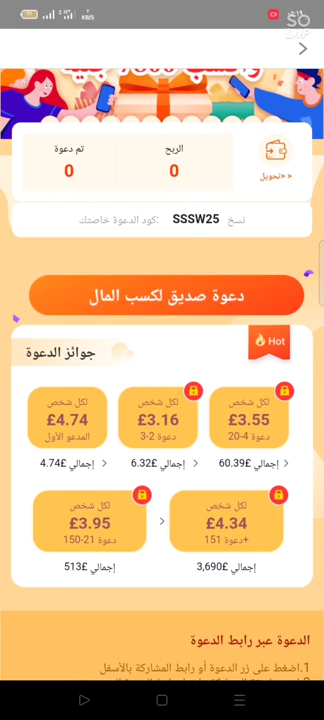 تم دعوة
الربح
0
0
< <تحويل
كود الدعوة خاصتك:
SSSW25
نسخ
دعوة صديق لكسب المال
جوائز الدعوة
Hot
لكل شخص
£4.74
المدعو الأول
إجمالي £4.74
لكل شخص
£3.16
دعوة 3-2
إجمالي £6.32
لكل شخص
£3.55
دعوة 4-20
إجمالي £60.39
لكل شخص
£3.95
دعوة 21-150
إجمالي £513
لكل شخص
£4.34
دعوة 151+
إجمالي £3,690
الدعوة عبر رابط الدعوة
1.اضغط على زر الدعوة أو رابط المشاركة بالأسفل